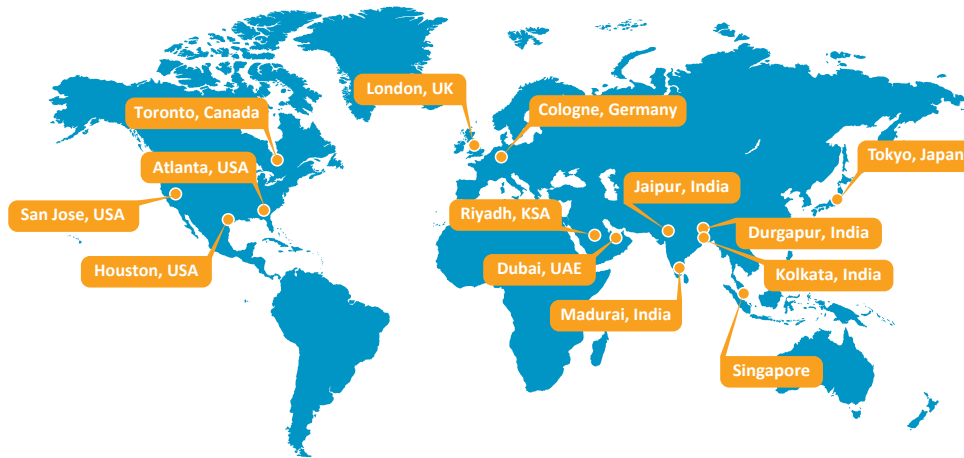 London, UK
Cologne, Germany
Toronto, Canada
Tokyo, Japan
Atlanta, USA
Jaipur, India
San Jose, USA
Riyadh, KSA
Durgapur, India
Houston, USA
Dubai, UAE
Kolkata, India
Madurai, India
Singapore